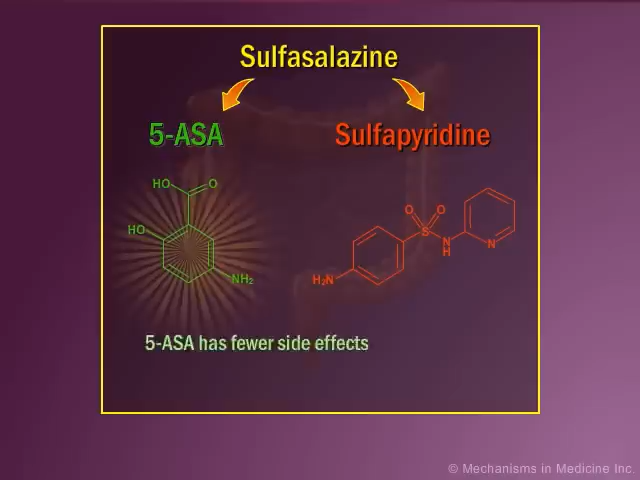 Sulfasalazine
5-ASA
Sulfapyridine
HO
O
HO
NH₂
O
O
S
N
H
N
H₂N
5-ASA has fewer side effects
© Mechanisms in Medicine Inc.